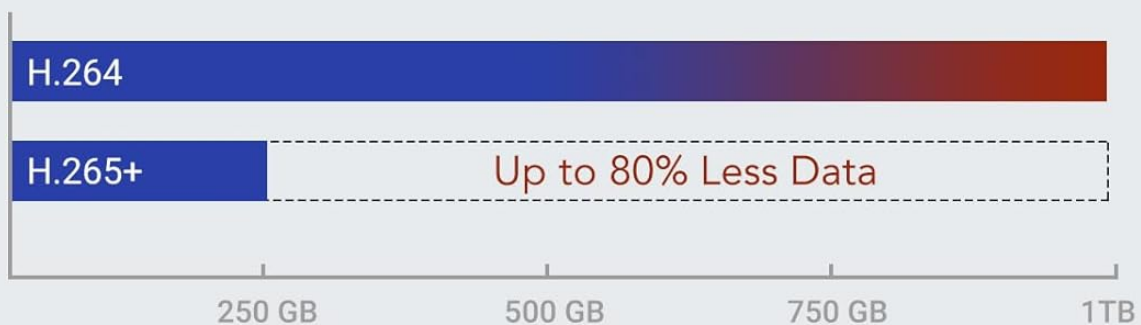 H.264
H.265+
Up to 80% Less Data
250 GB
500 GB
750 GB
1TB